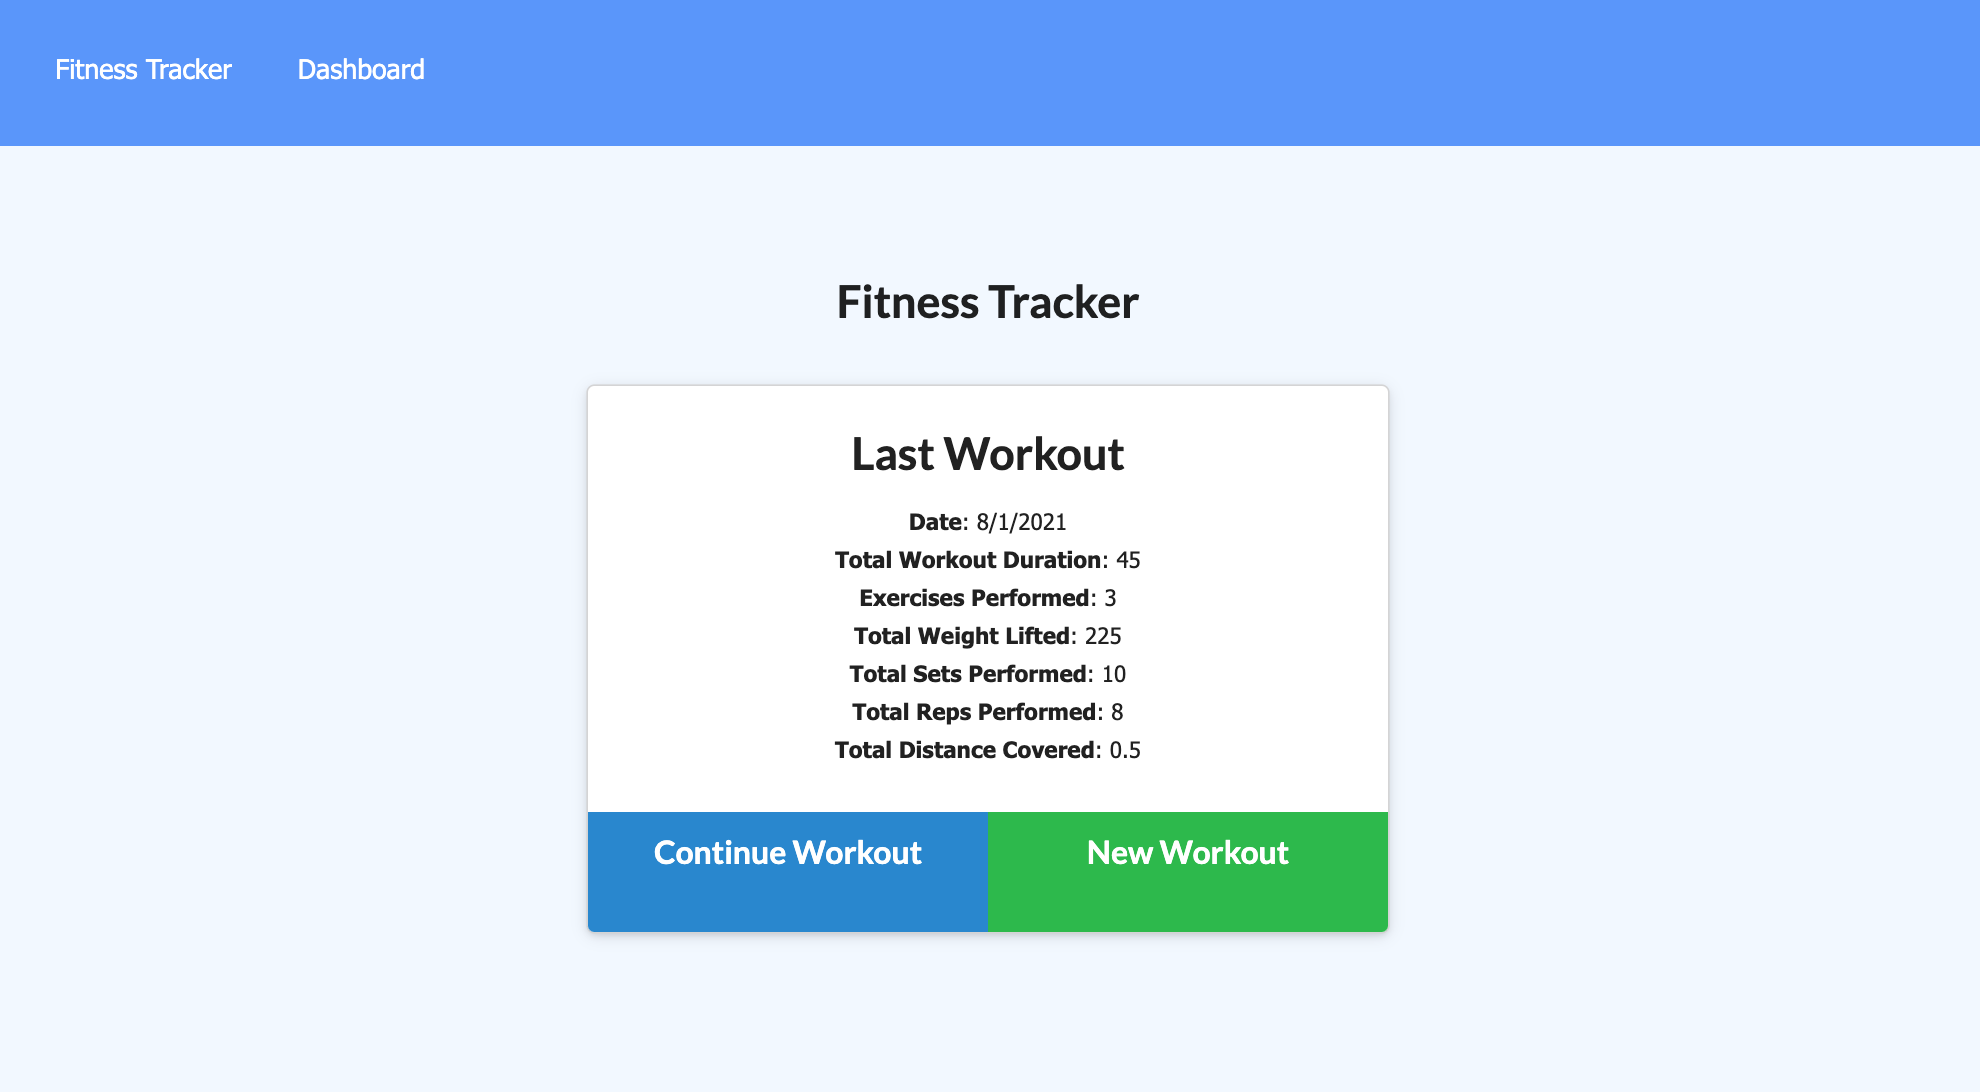 Fitness Tracker Dashboard
Fitness Tracker
Last Workout
Date: 8/1/2021
Total Workout Duration: 45
Exercises Performed: 3
Total Weight Lifted: 225
Total Sets Performed: 10
Total Reps Performed: 8
Total Distance Covered: 0.5
Continue Workout New Workout